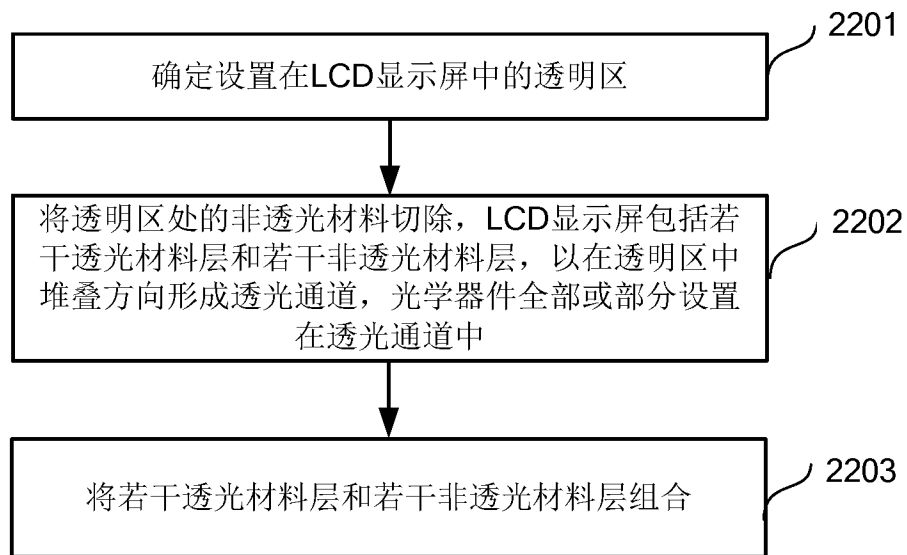 2201
确定设置在LCD显示屏中的透明区
将透明区处的非透光材料切除，LCD显示屏包括若
干透光材料层和若干非透光材料层，以在透明区中
堆叠方向形成透光通道，光学器件全部或部分设置
在透光通道中
2202
将若干透光材料层和若干非透光材料层组合
2203